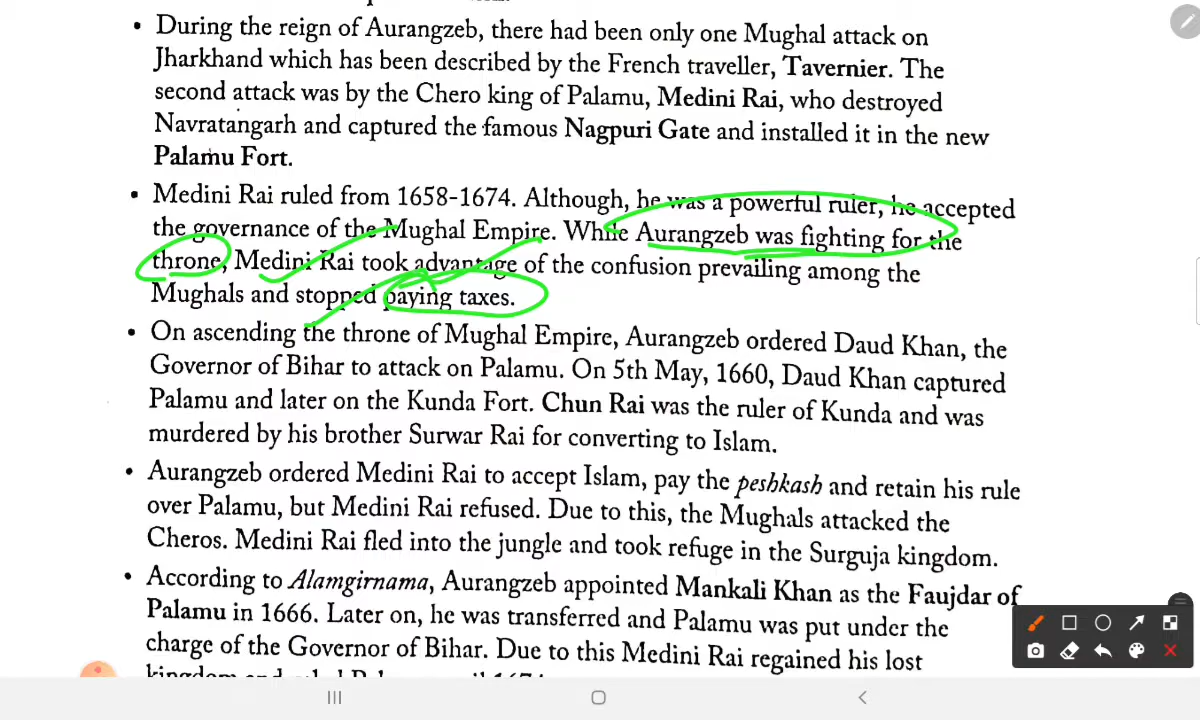 • During the reign of Aurangzeb, there had been only one Mughal attack on
Jharkhand which has been described by the French traveller, Tavernier. The
second attack was by the Chero king of Palamu, Medini Rai, who destroyed
Navratangarh and captured the famous Nagpuri Gate and installed it in the new
Palamu Fort.
• Medini Rai ruled from 1658-1674. Although, he was a powerful ruler, he accepted
the governance of the Mughal Empire. While Aurangzeb was fighting for the
throne, Medini Rai took advantage of the confusion prevailing among the
Mughals and stopped paying taxes.
• On ascending the throne of Mughal Empire, Aurangzeb ordered Daud Khan, the
Governor of Bihar to attack on Palamu. On 5th May, 1660, Daud Khan captured
Palamu and later on the Kunda Fort. Chun Rai was the ruler of Kunda and was
murdered by his brother Surwar Rai for converting to Islam.
• Aurangzeb ordered Medini Rai to accept Islam, pay the peshkash and retain his rule
over Palamu, but Medini Rai refused. Due to this, the Mughals attacked the
Cheros. Medini Rai fled into the jungle and took refuge in the Surguja kingdom.
• According to Alamgirnama, Aurangzeb appointed Mankali Khan as the Faujdar of
Palamu in 1666. Later on, he was transferred and Palamu was put under the
charge of the Governor of Bihar. Due to this Medini Rai regained his lost